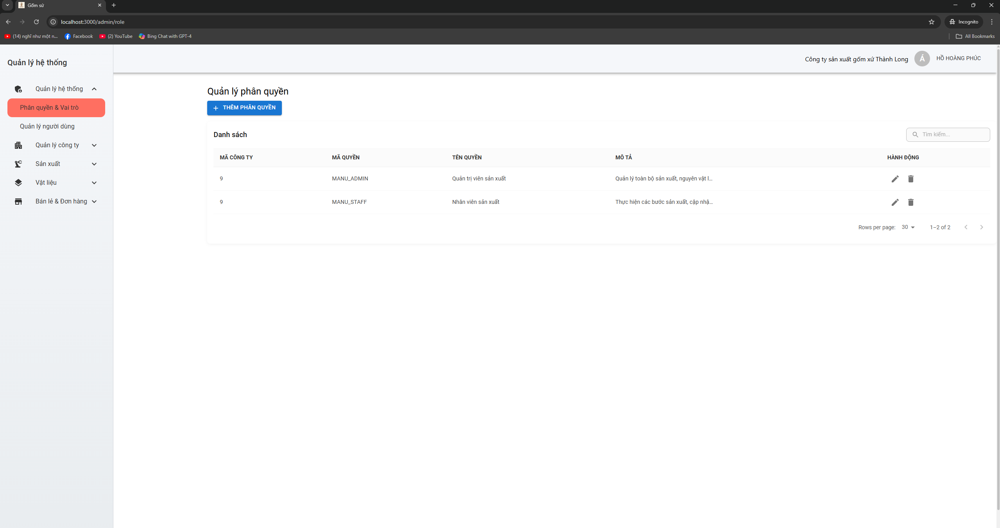 Gốm sứ
localhost:3000/admin/role
Incognito
(14) nghĩ như một n...
Facebook
(2) YouTube
Bing Chat with GPT-4
All Bookmarks
Quản lý hệ thống
Công ty sản xuất gốm xứ Thành Long
Á
HỒ HOÀNG PHÚC
Quản lý hệ thống
Phân quyền & Vai trò
Quản lý người dùng
Quản lý công ty
Sản xuất
Vật liệu
Bán lẻ & Đơn hàng
Quản lý phân quyền
THÊM PHÂN QUYỀN
Danh sách
Tìm kiếm...
MÃ CÔNG TY MÃ QUYỀN TÊN QUYỀN MÔ TẢ HÀNH ĐỘNG
9 MANU_ADMIN Quản trị viên sản xuất Quản lý toàn bộ sản xuất, nguyên vật l...
9 MANU_STAFF Nhân viên sản xuất Thực hiện các bước sản xuất, cập nhậ...
Rows per page: 30 1–2 of 2